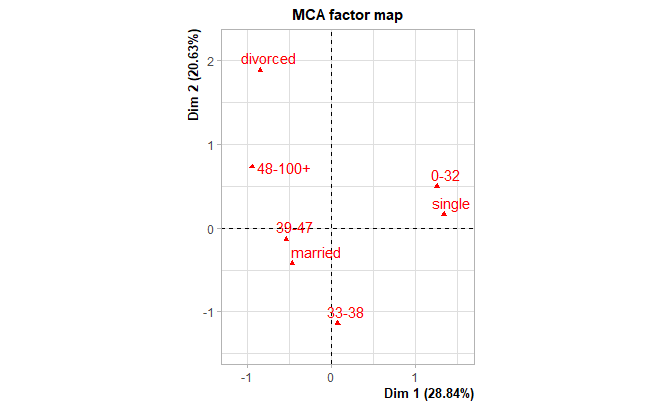 MCA factor map
Dim 2 (20.63%)
divorced
2
48-100+
1
0-32
single
39-47
0
married
33-38
-1
-1
0
1
Dim 1 (28.84%)